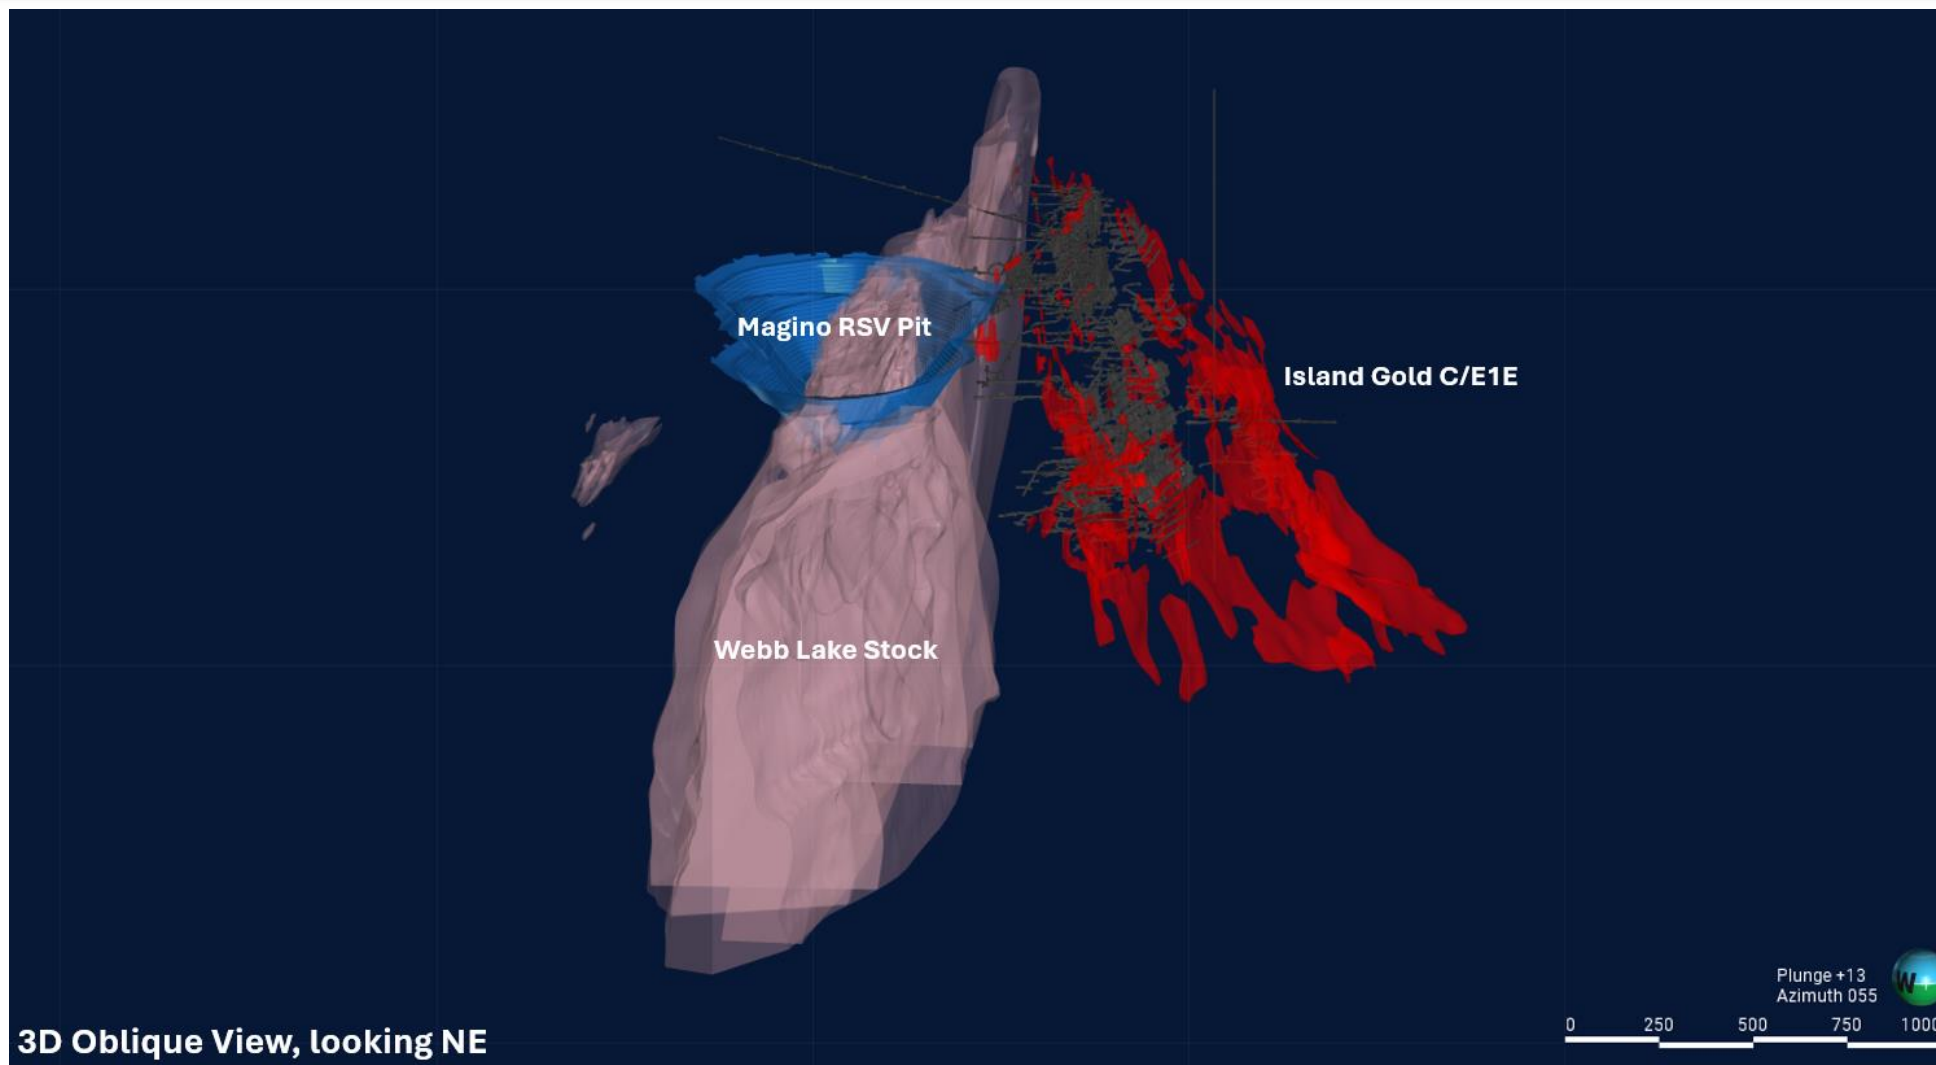 Magino RSV Pit
Island Gold C/E1E
Webb Lake Stock
Plunge +13
Azimuth 055
W
0 250 500 750 1000
3D Oblique View, looking NE